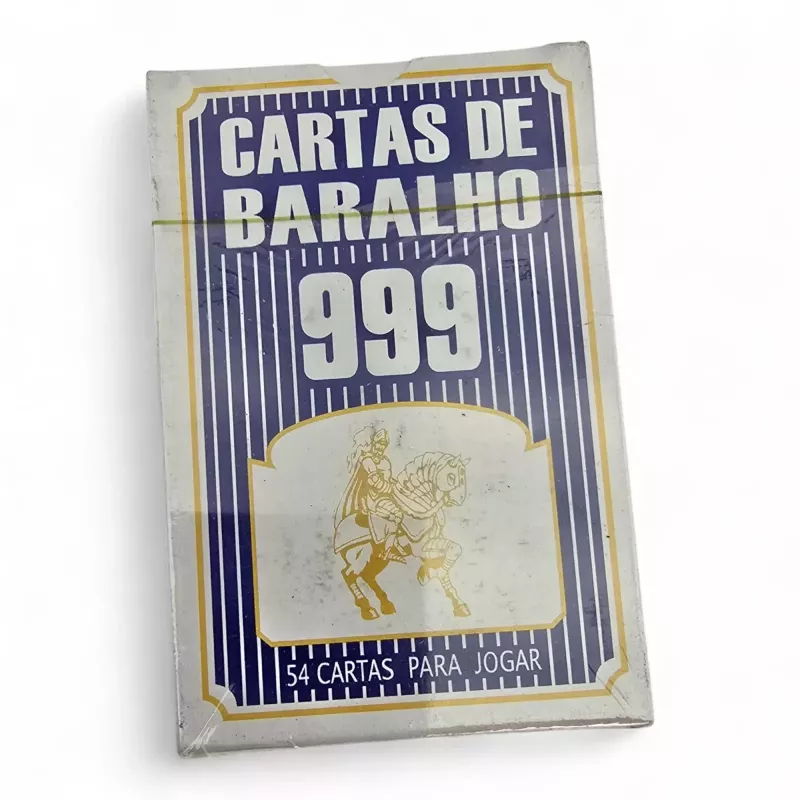 CARTAS DE
BARALHO
999
54 CARTAS PARA JOGAR